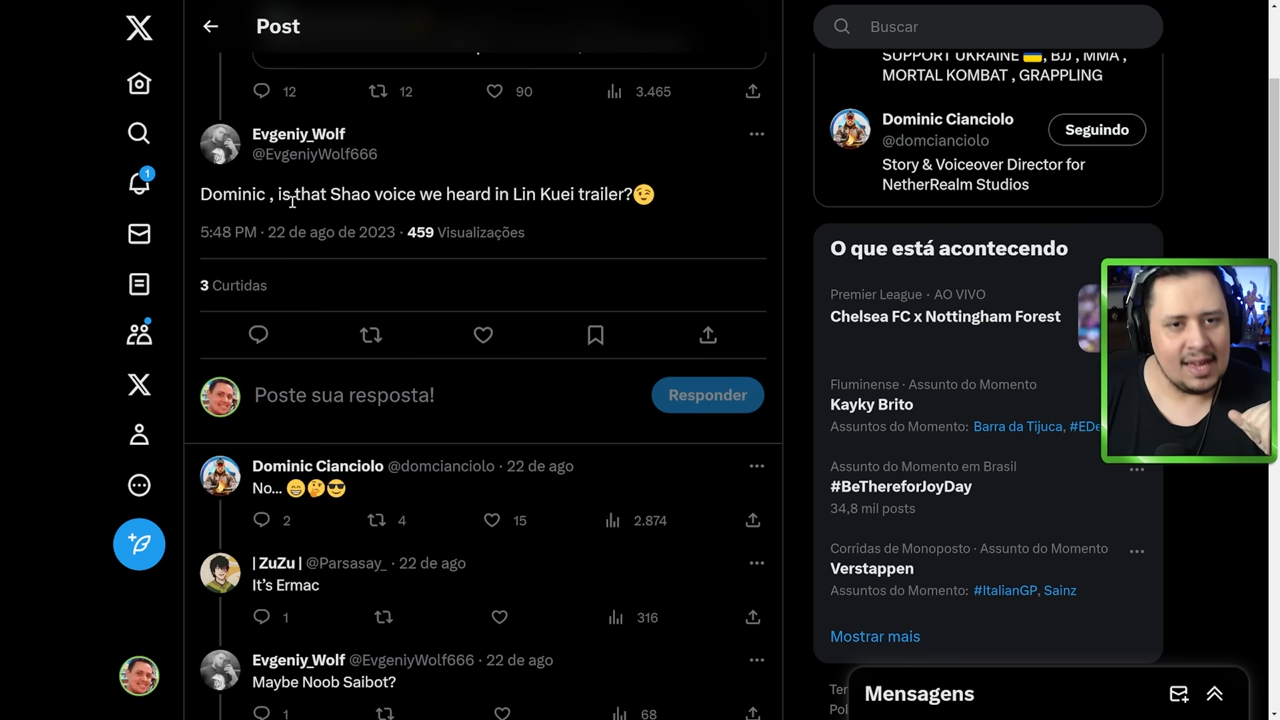 Post
12
12
90
3.465
Evgeniy_Wolf
@EvgeniyWolf666
Dominic , is that Shao voice we heard in Lin Kuei trailer?😉
5:48 PM · 22 de ago de 2023 · 459 Visualizações
3 Curtidas
Poste sua resposta!
Responder
Dominic Cianciolo @domcianciolo · 22 de ago
No... 😁🤔😎
2
4
15
2.874
| ZuZu | @Parsasay_ · 22 de ago
It's Ermac
1
316
Evgeniy_Wolf @EvgeniyWolf666 · 22 de ago
Maybe Noob Saibot?
1
68
1
Buscar
SUPPORT UKRAINE 🇺🇦, BJJ , MMA ,
MORTAL KOMBAT , GRAPPLING
Dominic Cianciolo
@domcianciolo
Seguindo
Story & Voiceover Director for
NetherRealm Studios
O que está acontecendo
Premier League · AO VIVO
Chelsea FC x Nottingham Forest
Fluminense · Assunto do Momento
Kayky Brito
Assuntos do Momento: Barra da Tijuca, #EDe
Assunto do Momento em Brasil
#BeThereforJoyDay
34,8 mil posts
Corridas de Monoposto · Assunto do Momento
Verstappen
Assuntos do Momento: #ItalianGP, Sainz
Mostrar mais
Ter
Pol
Mensagens